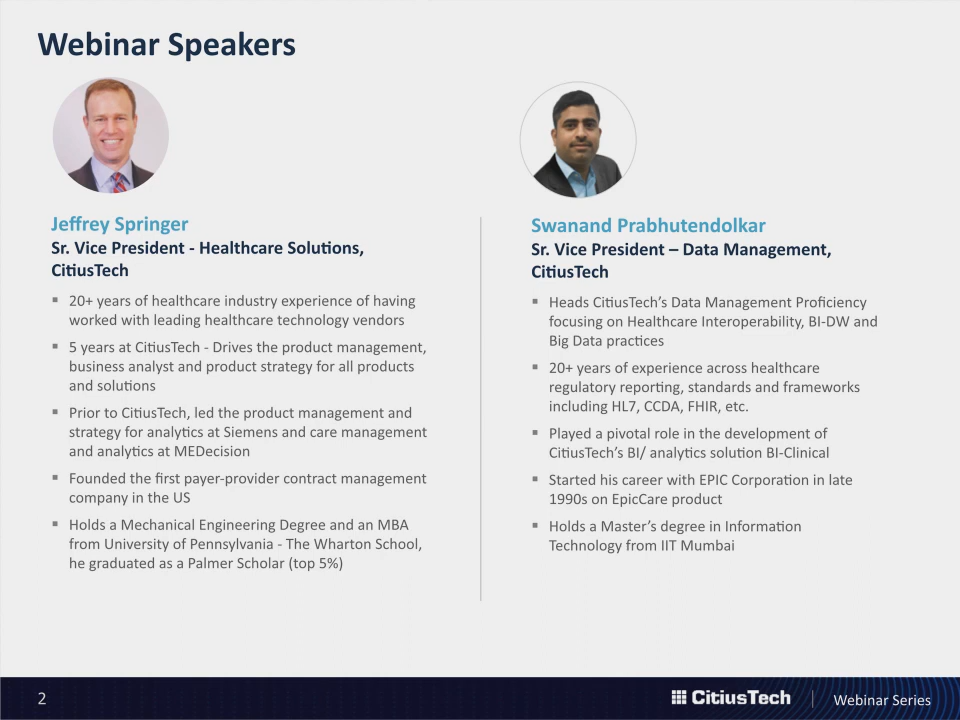 Webinar Speakers
Jeffrey Springer
Sr. Vice President - Healthcare Solutions,
CitiusTech
▪ 20+ years of healthcare industry experience of having
worked with leading healthcare technology vendors
▪ 5 years at CitiusTech - Drives the product management,
business analyst and product strategy for all products
and solutions
▪ Prior to CitiusTech, led the product management and
strategy for analytics at Siemens and care management
and analytics at MEDecision
▪ Founded the first payer-provider contract management
company in the US
▪ Holds a Mechanical Engineering Degree and an MBA
from University of Pennsylvania - The Wharton School,
he graduated as a Palmer Scholar (top 5%)
Swanand Prabhutendolkar
Sr. Vice President – Data Management,
CitiusTech
▪ Heads CitiusTech’s Data Management Proficiency
focusing on Healthcare Interoperability, BI-DW and
Big Data practices
▪ 20+ years of experience across healthcare
regulatory reporting, standards and frameworks
including HL7, CCDA, FHIR, etc.
▪ Played a pivotal role in the development of
CitiusTech’s BI/ analytics solution BI-Clinical
▪ Started his career with EPIC Corporation in late
1990s on EpicCare product
▪ Holds a Master’s degree in Information
Technology from IIT Mumbai
2
CitiusTech
Webinar Series